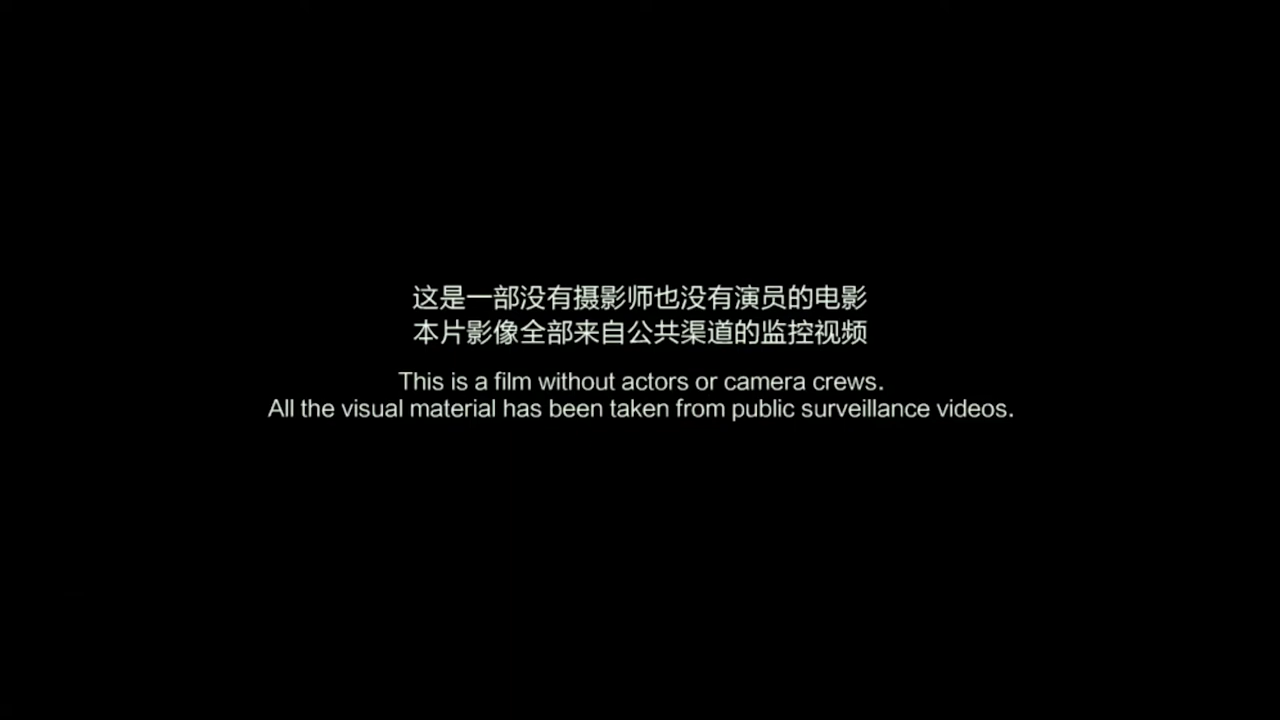 这是一部没有摄影师也没有演员的电影
本片影像全部来自公共渠道的监控视频
This is a film without actors or camera crews.
All the visual material has been taken from public surveillance videos.